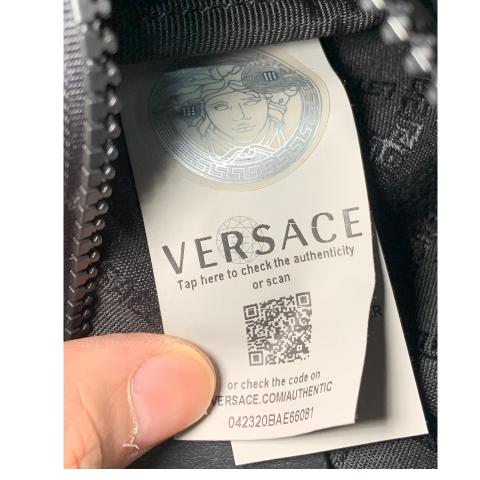 VERSACE
Tap here to check the authenticity
or scan
or check the code on
VERSACE.COM/AUTHENTIC
042320BAE66081